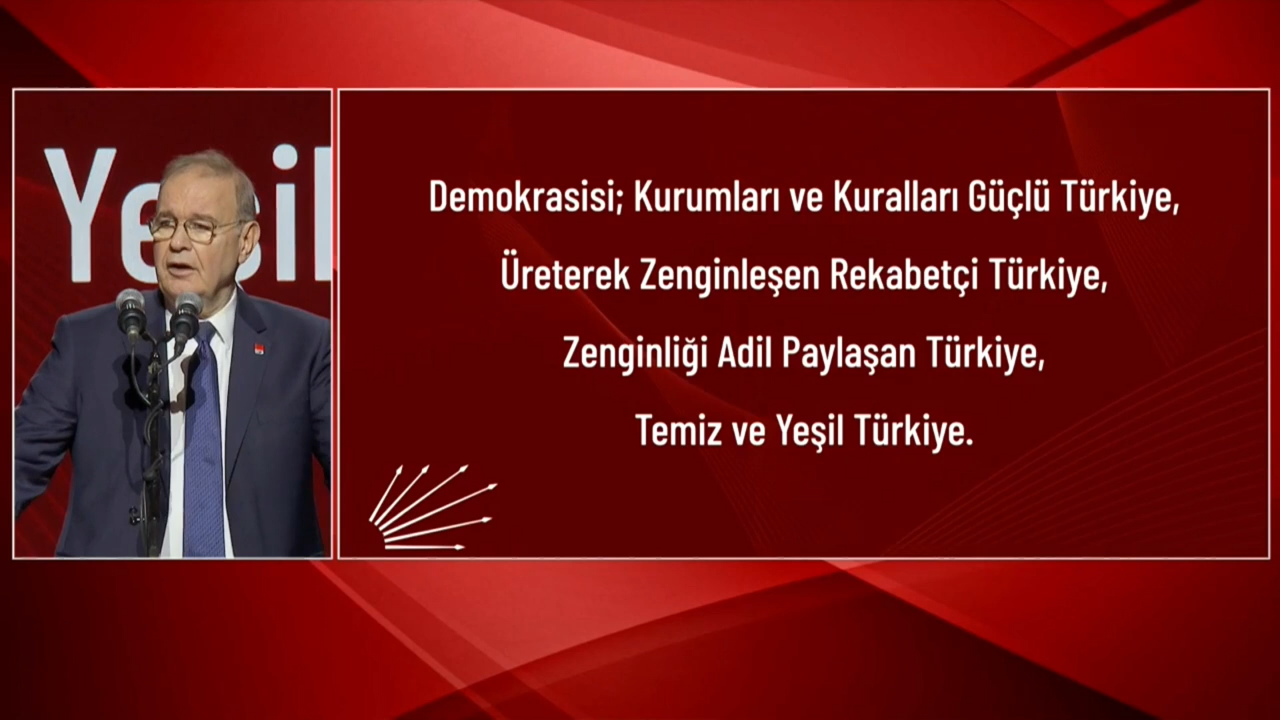 Yeşil
Demokrasisi; Kurumları ve Kuralları Güçlü Türkiye,
Üreterek Zenginleşen Rekabetçi Türkiye,
Zenginliği Adil Paylaşan Türkiye,
Temiz ve Yeşil Türkiye.